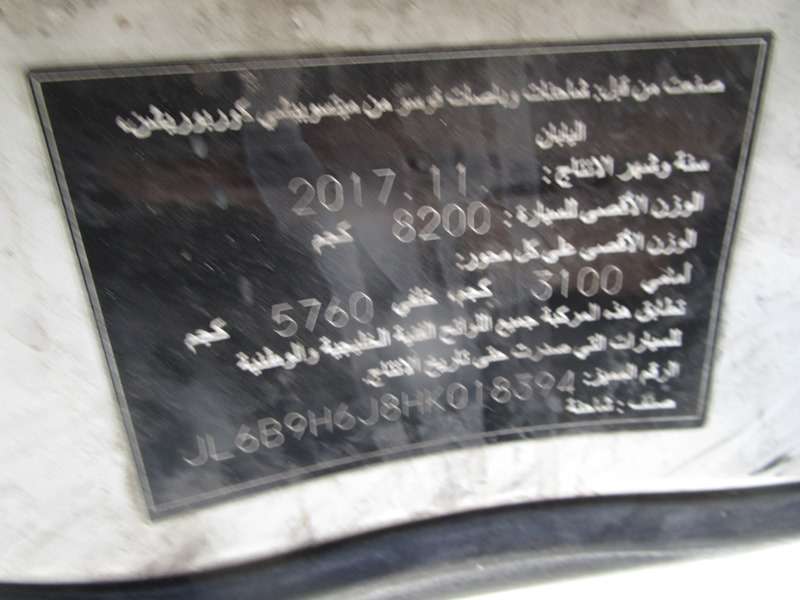 صنعت من قبل: شاحنات وباصات فوسو من ميتسوبيشي كوربوريشن،
اليابان
سنة وشهر الانتاج : 2017.11.
الوزن الأقصى للسيارة : 8200 كجم
الوزن الأقصى على كل محور:
أمامي 3100 كجم، خلفي 5760 كجم
تطابق هذه المركبة جميع اللوائح الفنية الخليجية والوطنية
للسيارات التي صدرت حتى تاريخ الانتاج.
الرقم المميز: JL6B9H6J8HK018394
صنف : شاحنة